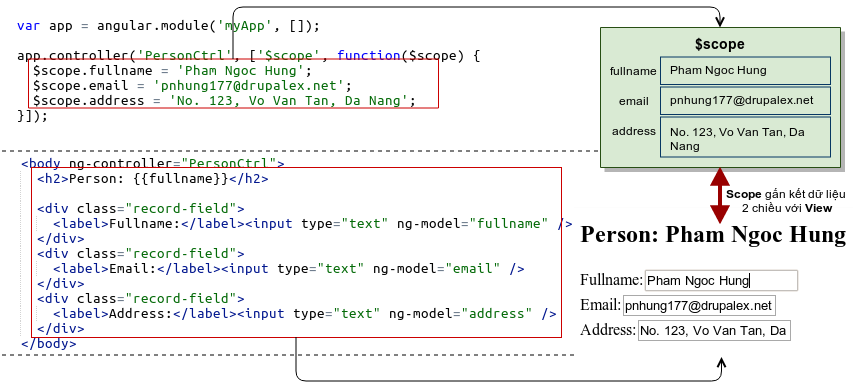 var app = angular.module('myApp', []);
app.controller('PersonCtrl', ['$scope', function($scope) {
$scope.fullname = 'Pham Ngoc Hung';
$scope.email = 'pnhung177@drupalex.net';
$scope.address = 'No. 123, Vo Van Tan, Da Nang';
}]);
$scope
fullname Pham Ngoc Hung
email pnhung177@drupalex.net
address No. 123, Vo Van Tan, Da
Nang
<body ng-controller="PersonCtrl">
<h2>Person: {{fullname}}</h2>
<div class="record-field">
<label>Fullname:</label><input type="text" ng-model="fullname" />
</div>
<div class="record-field">
<label>Email:</label><input type="text" ng-model="email" />
</div>
<div class="record-field">
<label>Address:</label><input type="text" ng-model="address" />
</div>
</body>
Scope gắn kết dữ liệu
2 chiều với View
Person: Pham Ngoc Hung
Fullname: Pham Ngoc Hung
Email: pnhung177@drupalex.net
Address: No. 123, Vo Van Tan, Da